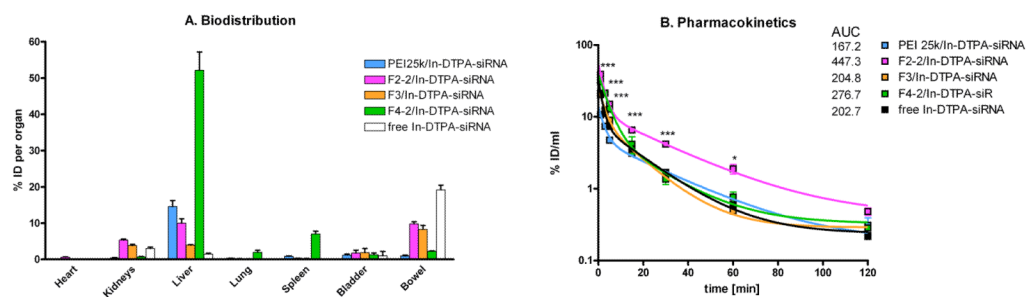 A. Biodistribution
60
50
40
30
20
10
0
% ID per organ
Heart
Kidneys
Liver
Lung
Spleen
Bladder
Bowel
PEI25k/In-DTPA-siRNA
F2-2/In-DTPA-siRNA
F3/In-DTPA-siRNA
F4-2/In-DTPA-siRNA
free In-DTPA-siRNA
B. Pharmacokinetics
100
10
1
0.1
% ID/ml
0
20
40
60
80
100
120
time [min]
***
***
***
***
***
*
AUC
167.2 PEI 25k/In-DTPA-siRNA
447.3 F2-2/In-DTPA-siRNA
204.8 F3/In-DTPA-siRNA
276.7 F4-2/In-DTPA-siR
202.7 free In-DTPA-siRNA